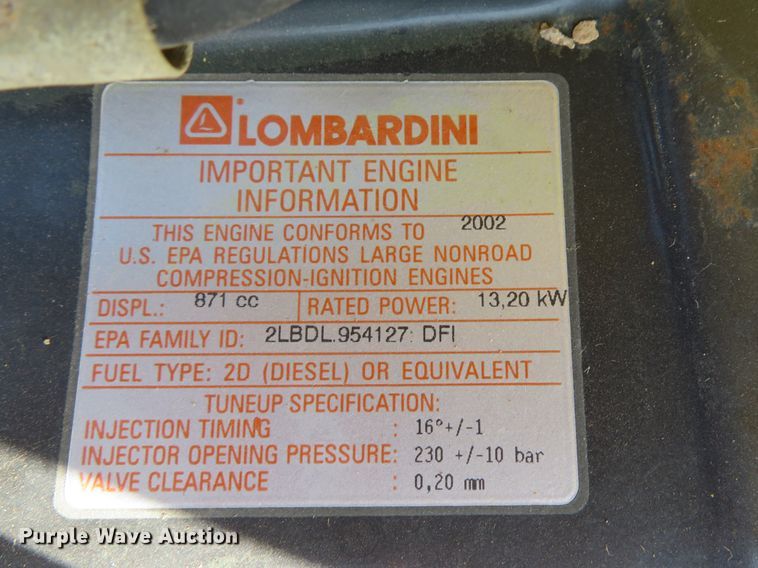 LOMBARDINI
IMPORTANT ENGINE
INFORMATION
THIS ENGINE CONFORMS TO 2002
U.S. EPA REGULATIONS LARGE NONROAD
COMPRESSION-IGNITION ENGINES
DISPL.: 871 cc RATED POWER: 13,20 kW
EPA FAMILY ID: 2LBDL.954127: DFI
FUEL TYPE: 2D (DIESEL) OR EQUIVALENT
TUNEUP SPECIFICATION:
INJECTION TIMING : 16°+/-1
INJECTOR OPENING PRESSURE: 230 +/-10 bar
VALVE CLEARANCE : 0,20 mm
Purple Wave Auction